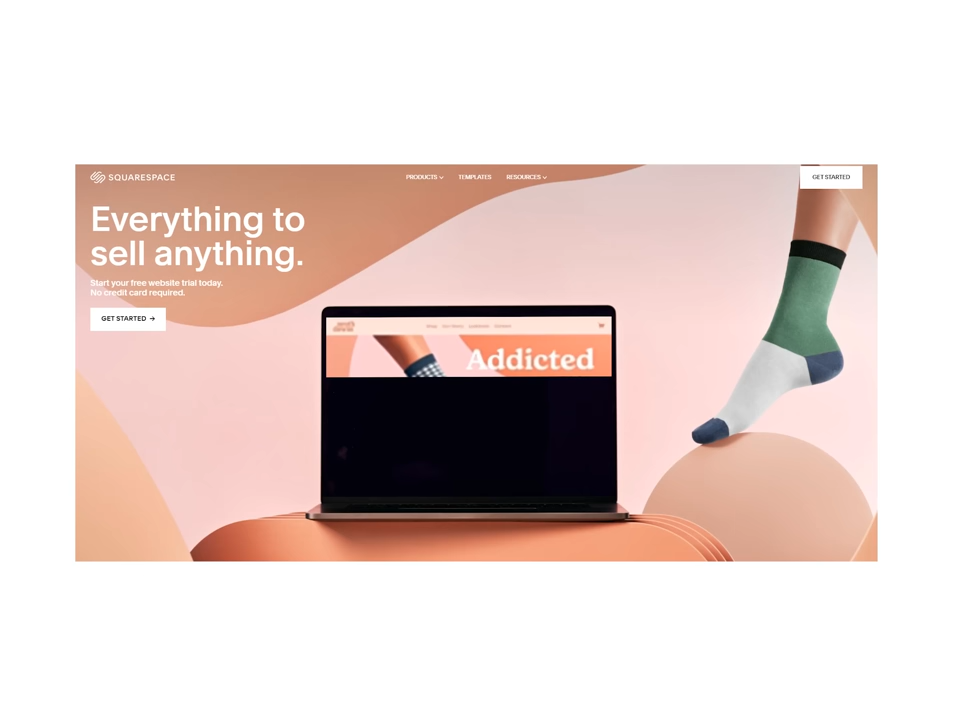 SQUARESPACE
PRODUCTS
TEMPLATES
RESOURCES
GET STARTED
Everything to
sell anything.
Start your free website trial today.
No credit card required.
GET STARTED →
Addicted